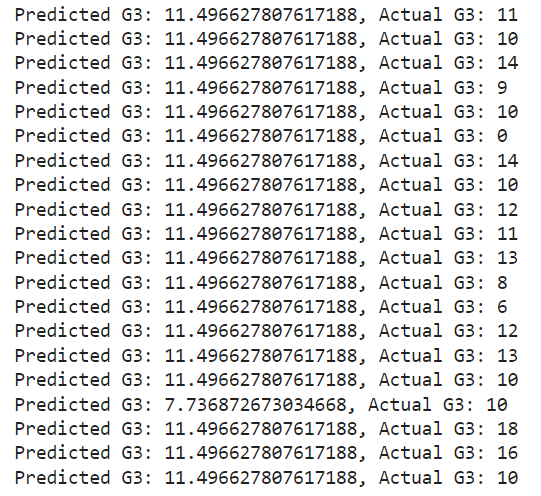 Predicted G3: 11.496627807617188, Actual G3: 11
Predicted G3: 11.496627807617188, Actual G3: 10
Predicted G3: 11.496627807617188, Actual G3: 14
Predicted G3: 11.496627807617188, Actual G3: 9
Predicted G3: 11.496627807617188, Actual G3: 10
Predicted G3: 11.496627807617188, Actual G3: 0
Predicted G3: 11.496627807617188, Actual G3: 14
Predicted G3: 11.496627807617188, Actual G3: 10
Predicted G3: 11.496627807617188, Actual G3: 12
Predicted G3: 11.496627807617188, Actual G3: 11
Predicted G3: 11.496627807617188, Actual G3: 13
Predicted G3: 11.496627807617188, Actual G3: 8
Predicted G3: 11.496627807617188, Actual G3: 6
Predicted G3: 11.496627807617188, Actual G3: 12
Predicted G3: 11.496627807617188, Actual G3: 13
Predicted G3: 11.496627807617188, Actual G3: 10
Predicted G3: 7.736872673034668, Actual G3: 10
Predicted G3: 11.496627807617188, Actual G3: 18
Predicted G3: 11.496627807617188, Actual G3: 16
Predicted G3: 11.496627807617188, Actual G3: 10